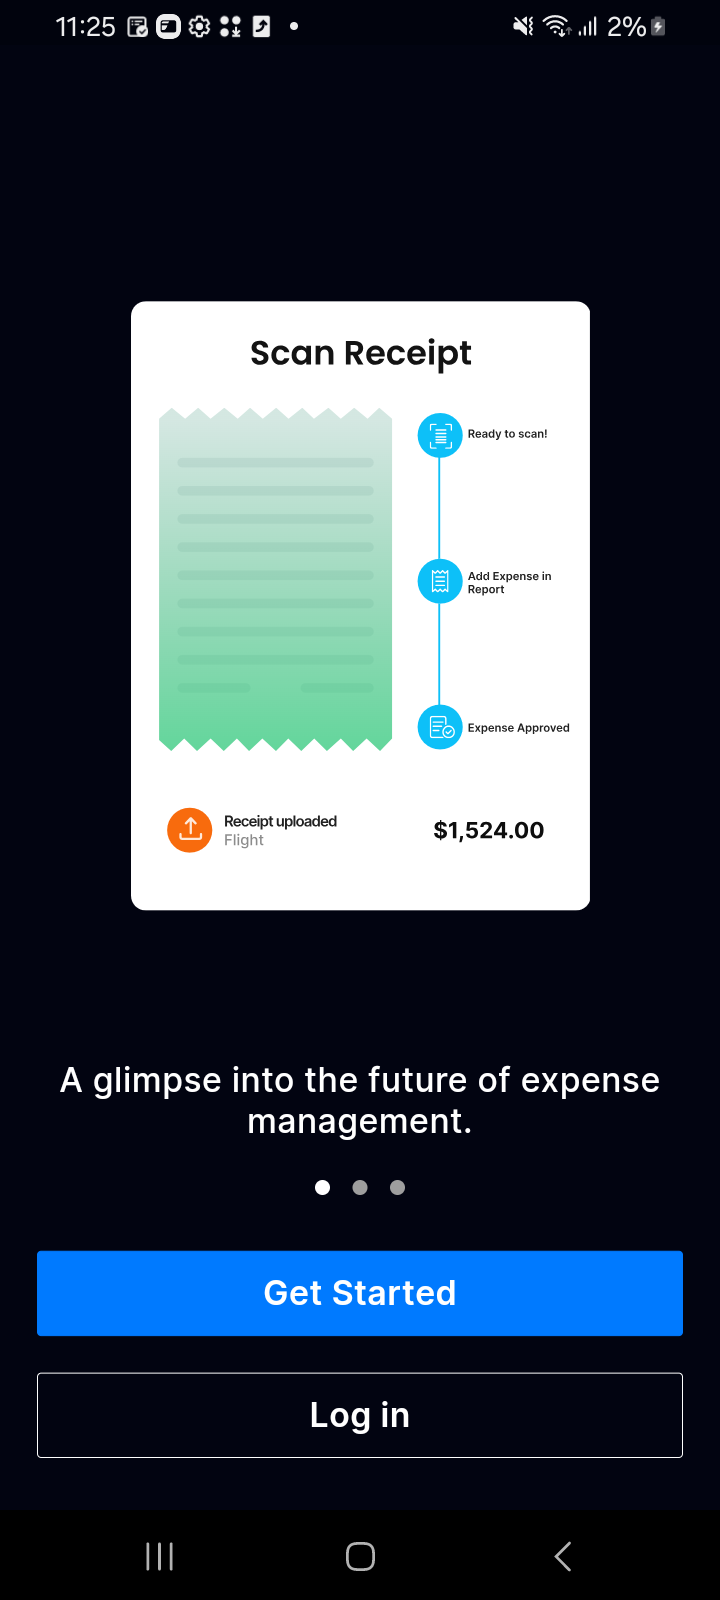 11:25
2%
Scan Receipt
Ready to scan!
Add Expense in
Report
Expense Approved
Receipt uploaded
Flight
$1,524.00
A glimpse into the future of expense
management.
Get Started
Log in